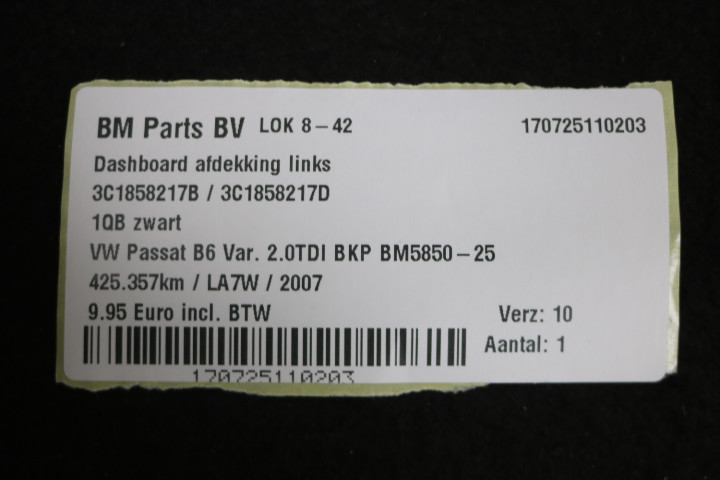 BM Parts BV LOK 8-42 170725110203
Dashboard afdekking links
3C1858217B / 3C1858217D
1QB zwart
VW Passat B6 Var. 2.0TDI BKP BM5850-25
425.357km / LA7W / 2007
9.95 Euro incl. BTW Verz: 10
Aantal: 1
170725110203